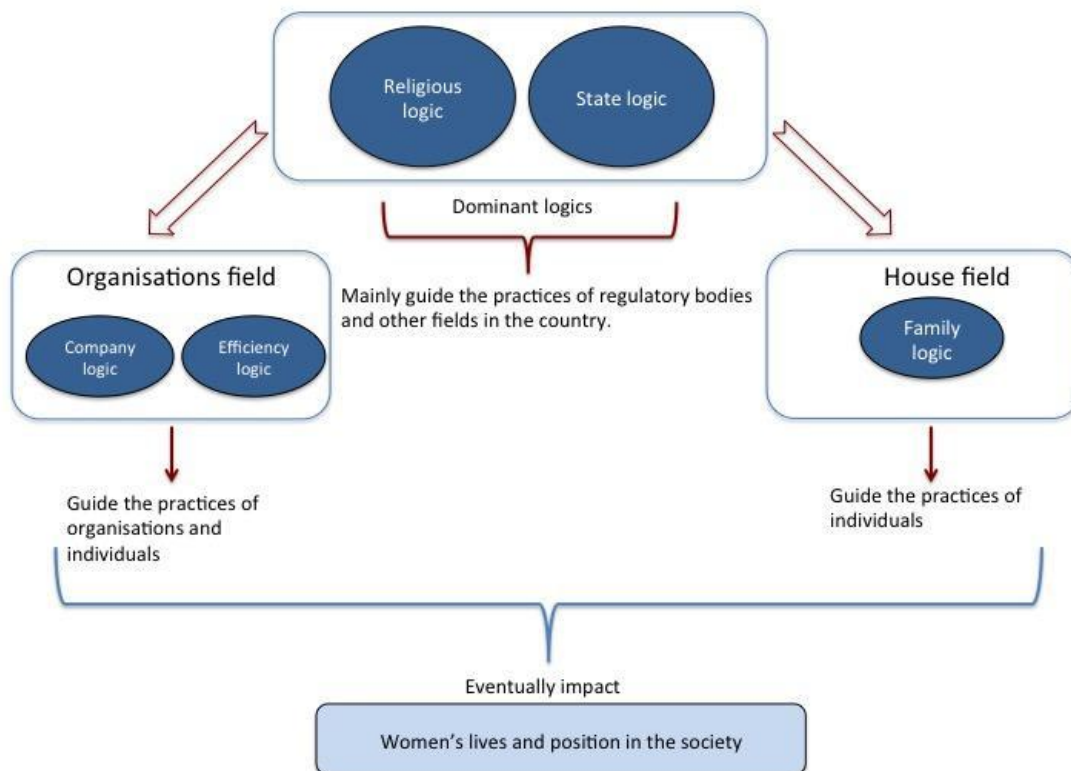 Religious
logic
State logic
Dominant logics
Organisations field
House field
Mainly guide the practices of regulatory bodies
and other fields in the country.
Company
logic
Efficiency
logic
Family
logic
Guide the practices of
organisations and
individuals
Guide the practices of
individuals
Eventually impact
Women's lives and position in the society